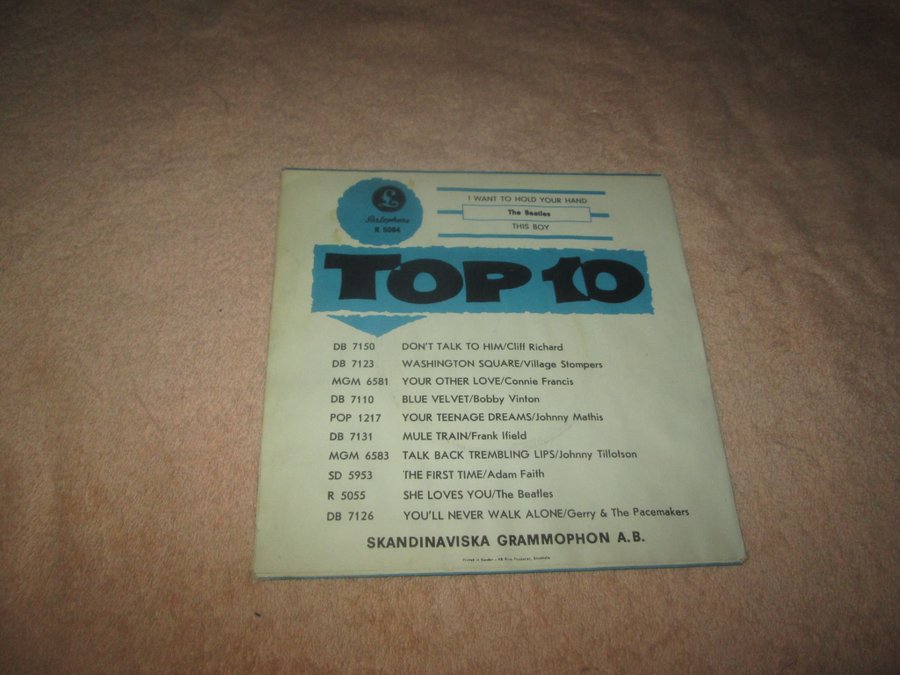 Parlophone
R 5084
I WANT TO HOLD YOUR HAND
The Beatles
THIS BOY
TOP 10
DB 7150 DON'T TALK TO HIM/Cliff Richard
DB 7123 WASHINGTON SQUARE/Village Stompers
MGM 6581 YOUR OTHER LOVE/Connie Francis
DB 7110 BLUE VELVET/Bobby Vinton
POP 1217 YOUR TEENAGE DREAMS/Johnny Mathis
DB 7131 MULE TRAIN/Frank Ifield
MGM 6583 TALK BACK TREMBLING LIPS/Johnny Tillotson
SD 5953 THE FIRST TIME/Adam Faith
R 5055 SHE LOVES YOU/The Beatles
DB 7126 YOU'LL NEVER WALK ALONE/Gerry & The Pacemakers
SKANDINAVISKA GRAMMOPHON A.B.
Printed in Sweden